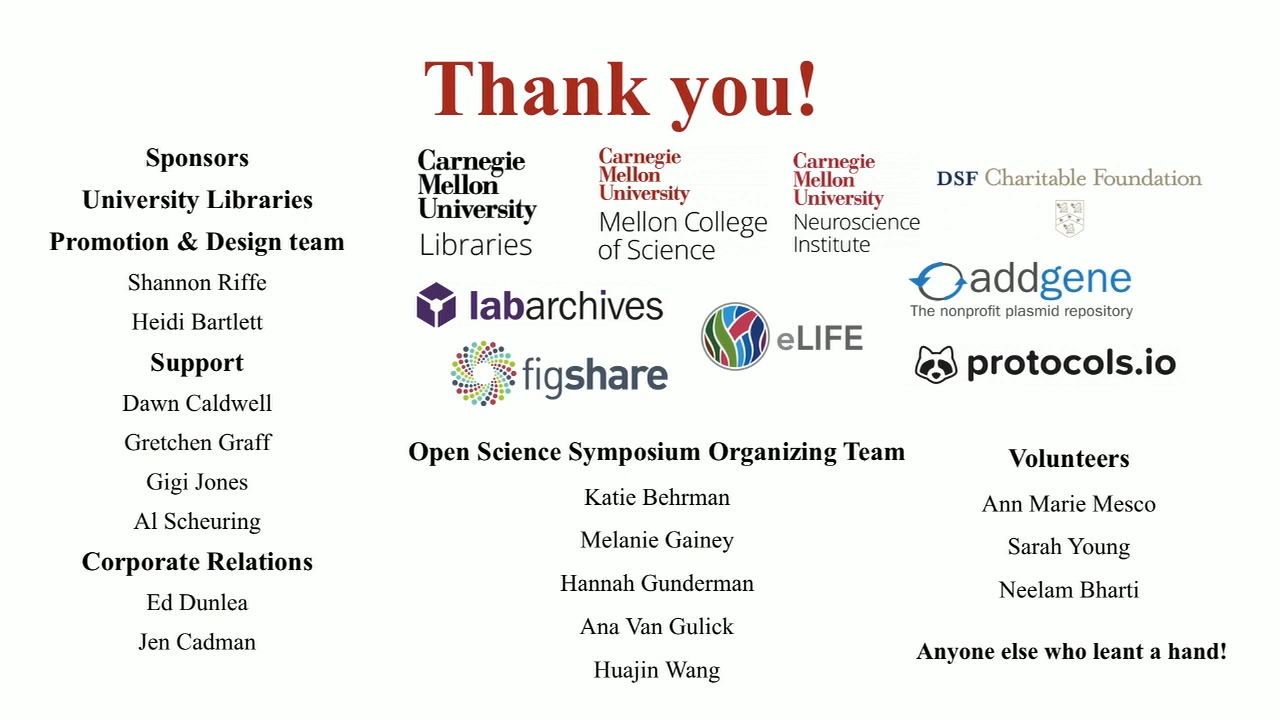 Thank you!
Sponsors
University Libraries
Promotion & Design team
Shannon Riffe
Heidi Bartlett
Support
Dawn Caldwell
Gretchen Graff
Gigi Jones
Al Scheuring
Corporate Relations
Ed Dunlea
Jen Cadman
Carnegie
Mellon
University
Libraries
Carnegie
Mellon
University
Mellon College
of Science
Carnegie
Mellon
University
Neuroscience
Institute
DSF Charitable Foundation
labarchives
figshare
eLIFE
addgene
The nonprofit plasmid repository
protocols.io
Open Science Symposium Organizing Team
Katie Behrman
Melanie Gainey
Hannah Gunderman
Ana Van Gulick
Huajin Wang
Volunteers
Ann Marie Mesco
Sarah Young
Neelam Bharti
Anyone else who leant a hand!